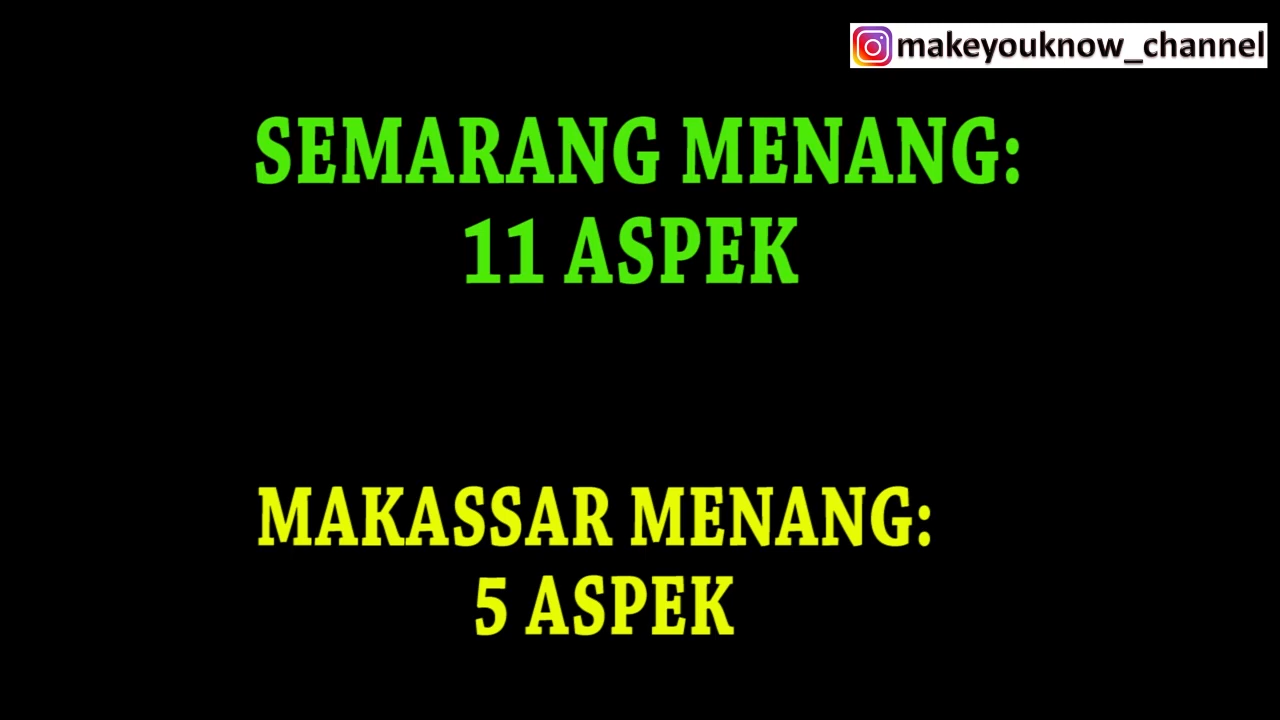 makeyouknow_channel
SEMARANG MENANG:
11 ASPEK
MAKASSAR MENANG:
5 ASPEK